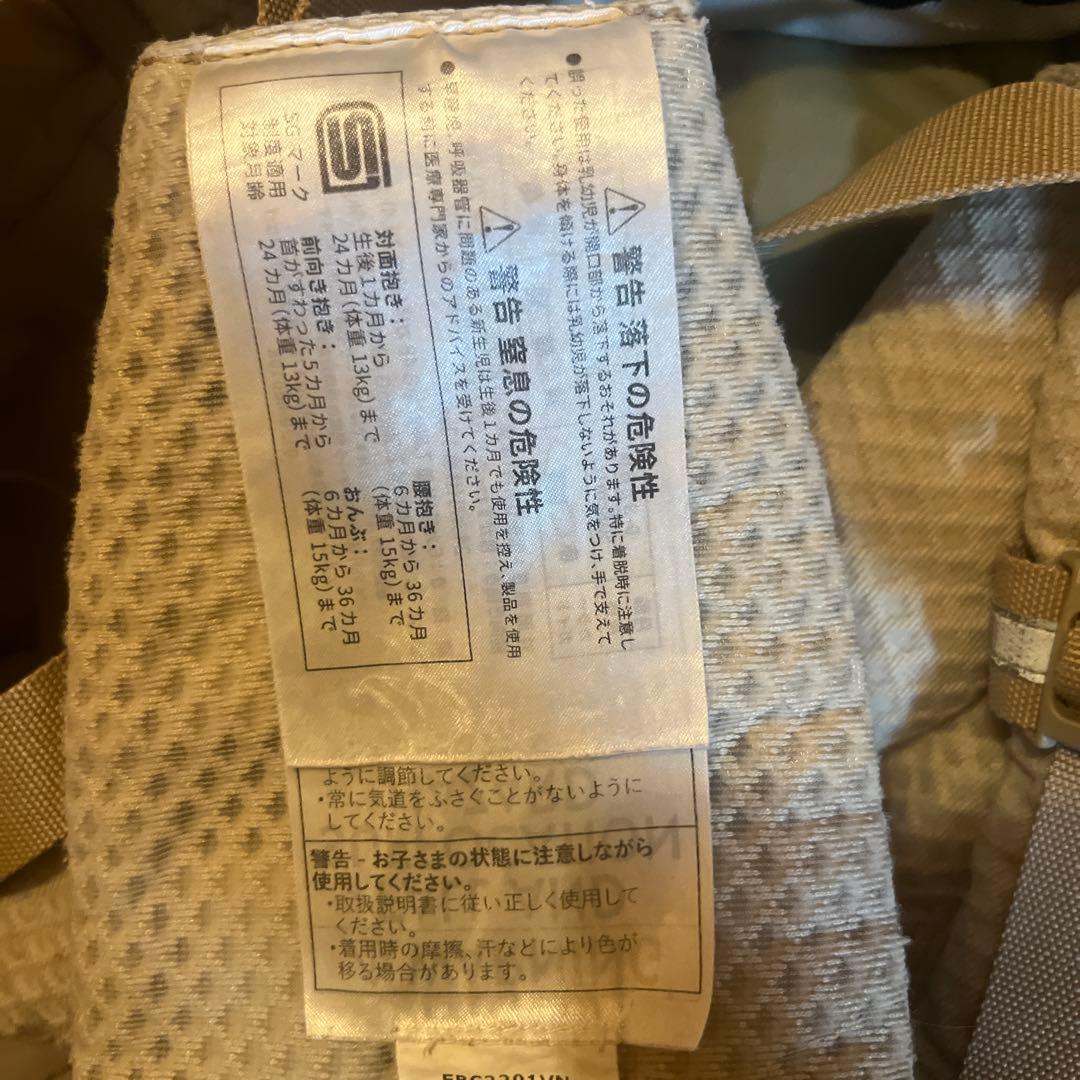 警告 落下の危険性
●誤った使用は乳幼児が開口部から落下するおそれがあります。特に着脱時に注意し
てください。身体を傾ける際には乳幼児が落下しないように気をつけ、手で支えて
ください。
警告 窒息の危険性
●早産児、呼吸器官に問題のある新生児は生後1カ月でも使用を控え、製品を使用
する前に医療専門家からのアドバイスを受けてください。
SGマーク
制度適用
対象月齢
対面抱き：
生後1カ月から
24カ月(体重13kg)まで
前向き抱き：
首がすわった5カ月から
24カ月(体重13kg)まで
腰抱き：
6カ月から36カ月
(体重15kg)まで
おんぶ：
6カ月から36カ月
(体重15kg)まで
ように調節してください。
・常に気道をふさぐことがないように
してください。
警告 - お子さまの状態に注意しながら
使用してください。
・取扱説明書に従い正しく使用して
ください。
・着用時の摩擦、汗などにより色が
移る場合があります。